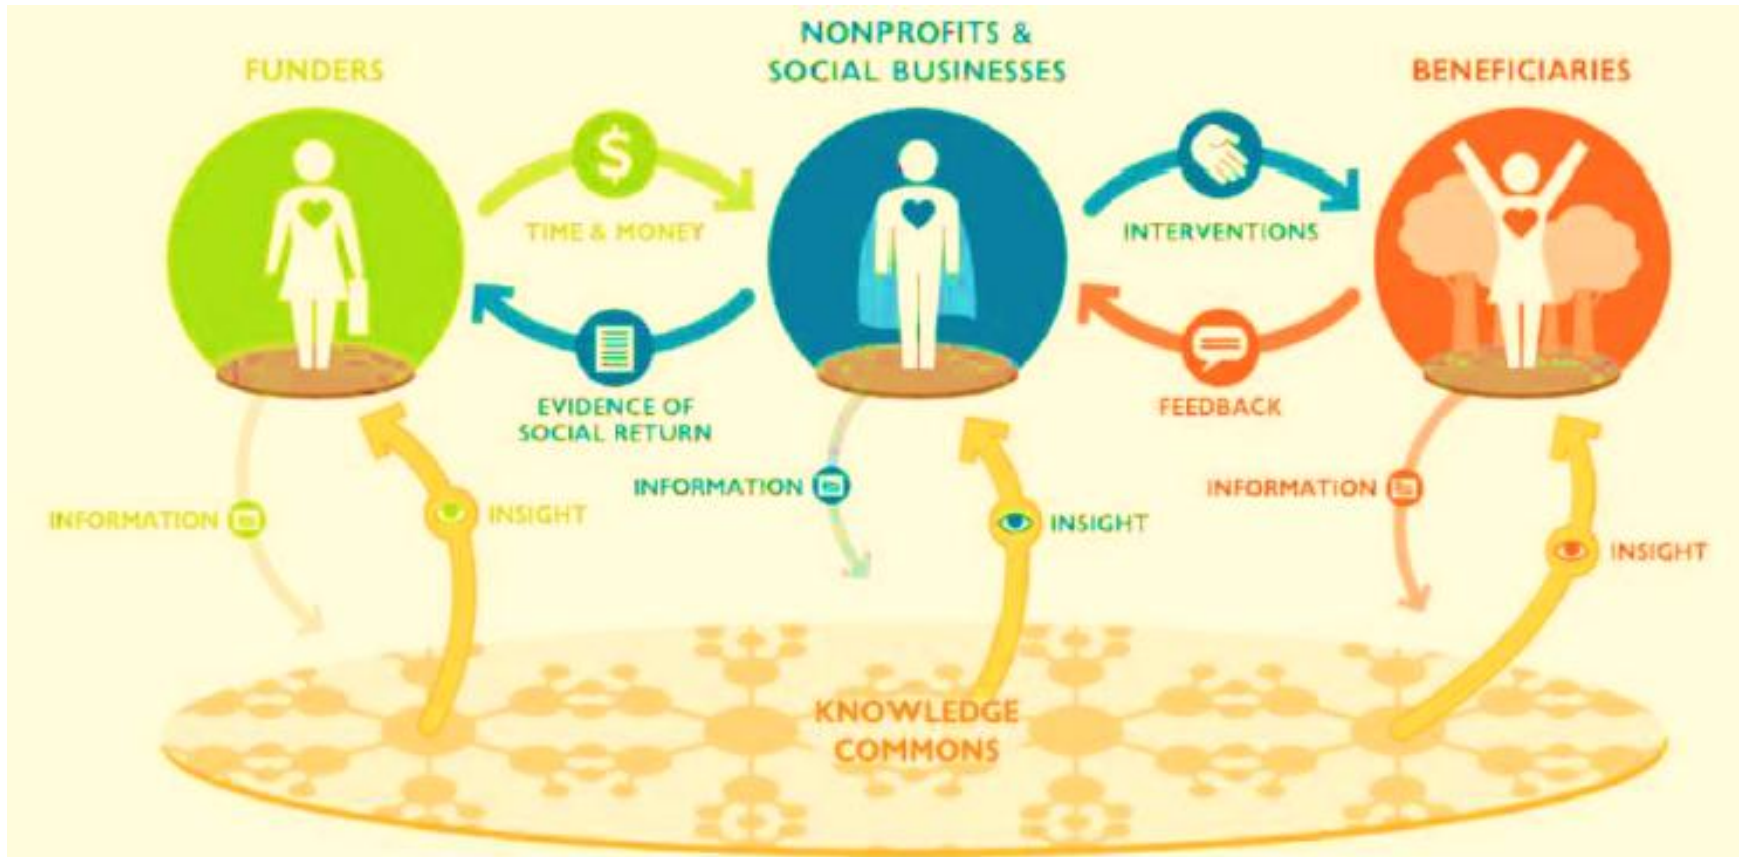 FUNDERS
NONPROFITS &
SOCIAL BUSINESSES
BENEFICIARIES
$
TIME & MONEY
INTERVENTIONS
EVIDENCE OF
SOCIAL RETURN
FEEDBACK
INFORMATION
INSIGHT
INFORMATION
INSIGHT
INFORMATION
INSIGHT
KNOWLEDGE
COMMONS